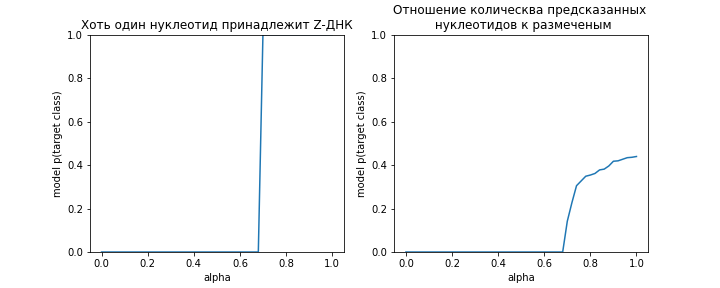 Хоть один нуклеотид принадлежит Z-ДНК
1.0
0.8
0.6
0.4
0.2
0.0
model p(target class)
0.0 0.2 0.4 0.6 0.8 1.0
alpha
Отношение количесва предсказанных
нуклеотидов к размеченым
1.0
0.8
0.6
0.4
0.2
0.0
model p(target class)
0.0 0.2 0.4 0.6 0.8 1.0
alpha